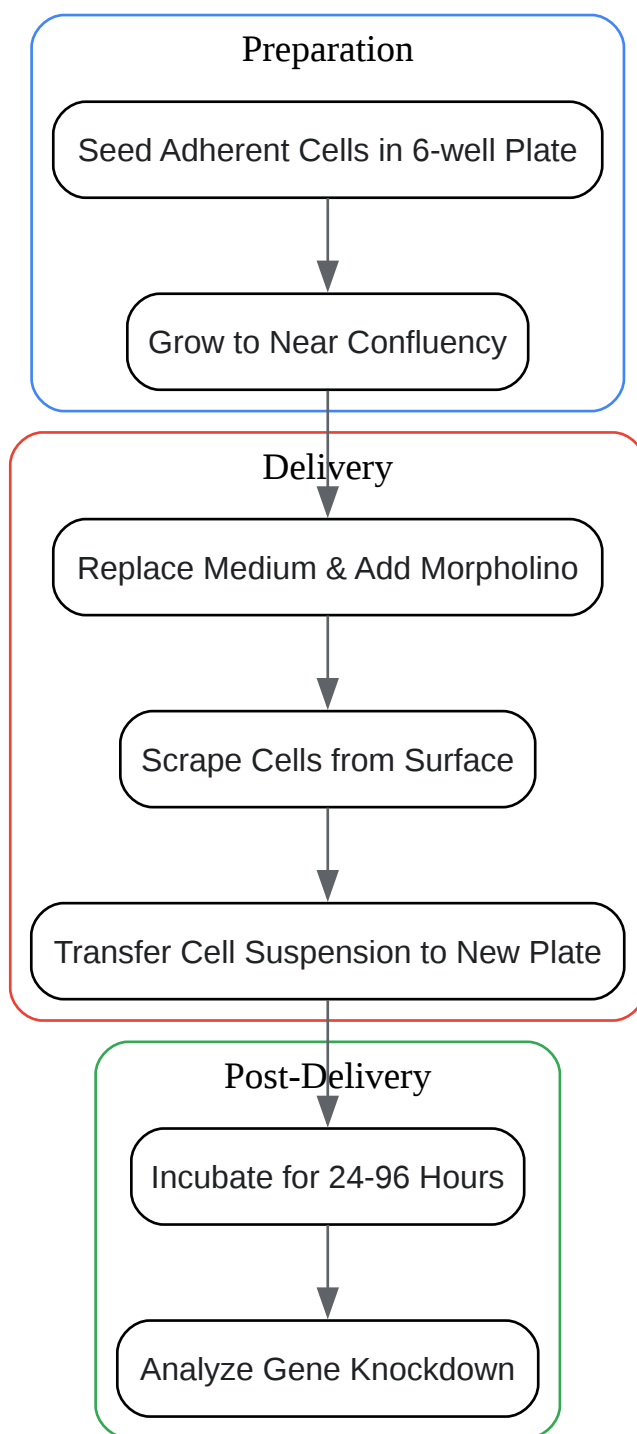 Preparation
Seed Adherent Cells in 6-well Plate
Grow to Near Confluency
Delivery
Replace Medium & Add Morpholino
Scrape Cells from Surface
Transfer Cell Suspension to New Plate
Post-Delivery
Incubate for 24-96 Hours
Analyze Gene Knockdown